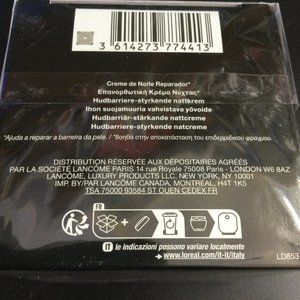 3 614273 774413
Creme de Noite Reparador*
Επανορθωτική Κρέμα Νύχτας*
Hudbarriere-styrkende nattkrem
Ihon suojamuuria vahvistava yövoide
Hudbarriär-stärkande nattcreme
Hudbarriere-styrkende natcreme
*Ajuda a reparar a barreira da pele. / *Βοηθά στην αποκατάσταση του επιδερμικού φραγμού
DISTRIBUTION RÉSERVÉE AUX DÉPOSITAIRES AGRÉÉS
PAR LA SOCIÉTÉ LANCÔME PARIS 14 rue Royale 75008 PARIS - LONDON W6 8AZ
LANCÔME, LUXURY PRODUCTS LLC, NEW YORK, NY 10001
IMP. BY/PAR LANCÔME CANADA, MONTREAL, H4T 1K5
TSA 75000 93584 ST OUEN CEDEX FR
FR
IT le indicazioni possono variare localmente
www.loreal.com/it-it/italy
LD853